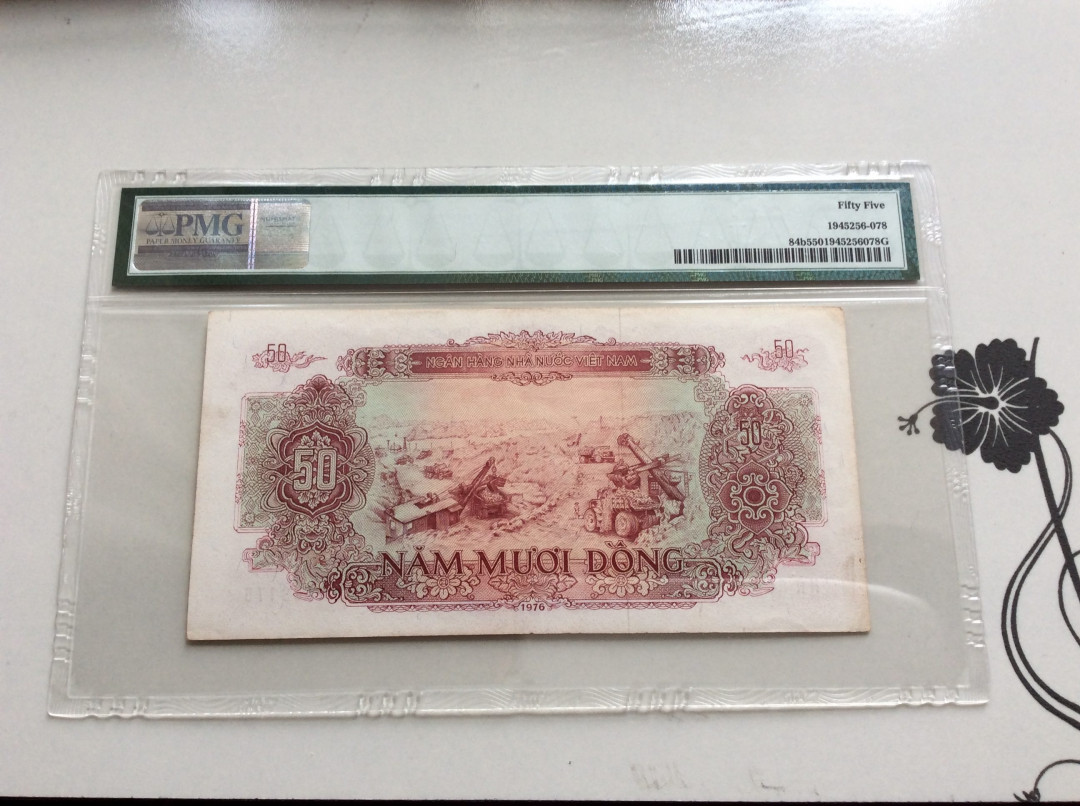 PMG
PAPER MONEY GUARANTY
Fifty Five
1945256-078
84b5501945256078G
50
NGÂN HÀNG NHÀ NƯỚC VIỆT NAM
50
50
50
NĂM MƯƠI ĐỒNG
1976